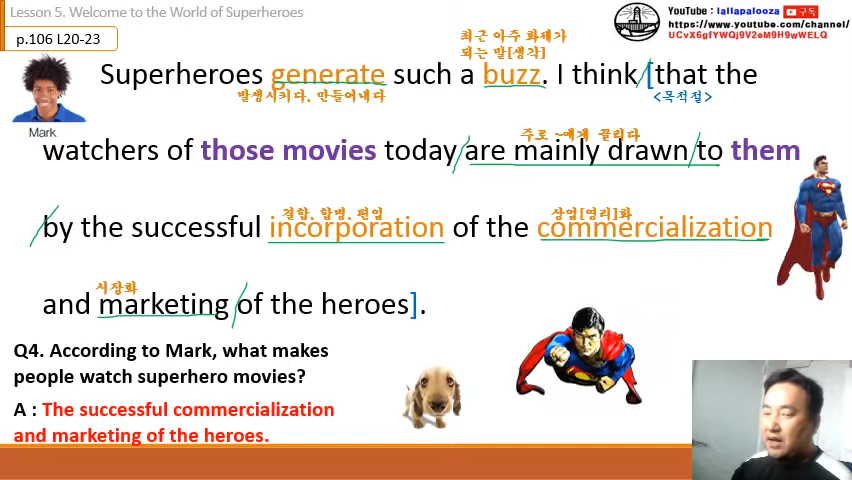 Lesson 5. Welcome to the World of Superheroes
p.106 L20-23
YouTube : lallapalooza 구독
https://www.youtube.com/channel/
UCvX6gfYWQj9V2eM9H9wWELQ
최근 아주 화제가
되는 말[생각]
Superheroes generate such a buzz. I think [that the
발생시키다. 만들어내다
<목적절>
Mark
주로 ~에게 끌린다
watchers of those movies today are mainly drawn to them
결합. 합병. 편입
상업[영리]화
by the successful incorporation of the commercialization
시장화
and marketing of the heroes].
Q4. According to Mark, what makes
people watch superhero movies?
A : The successful commercialization
and marketing of the heroes.